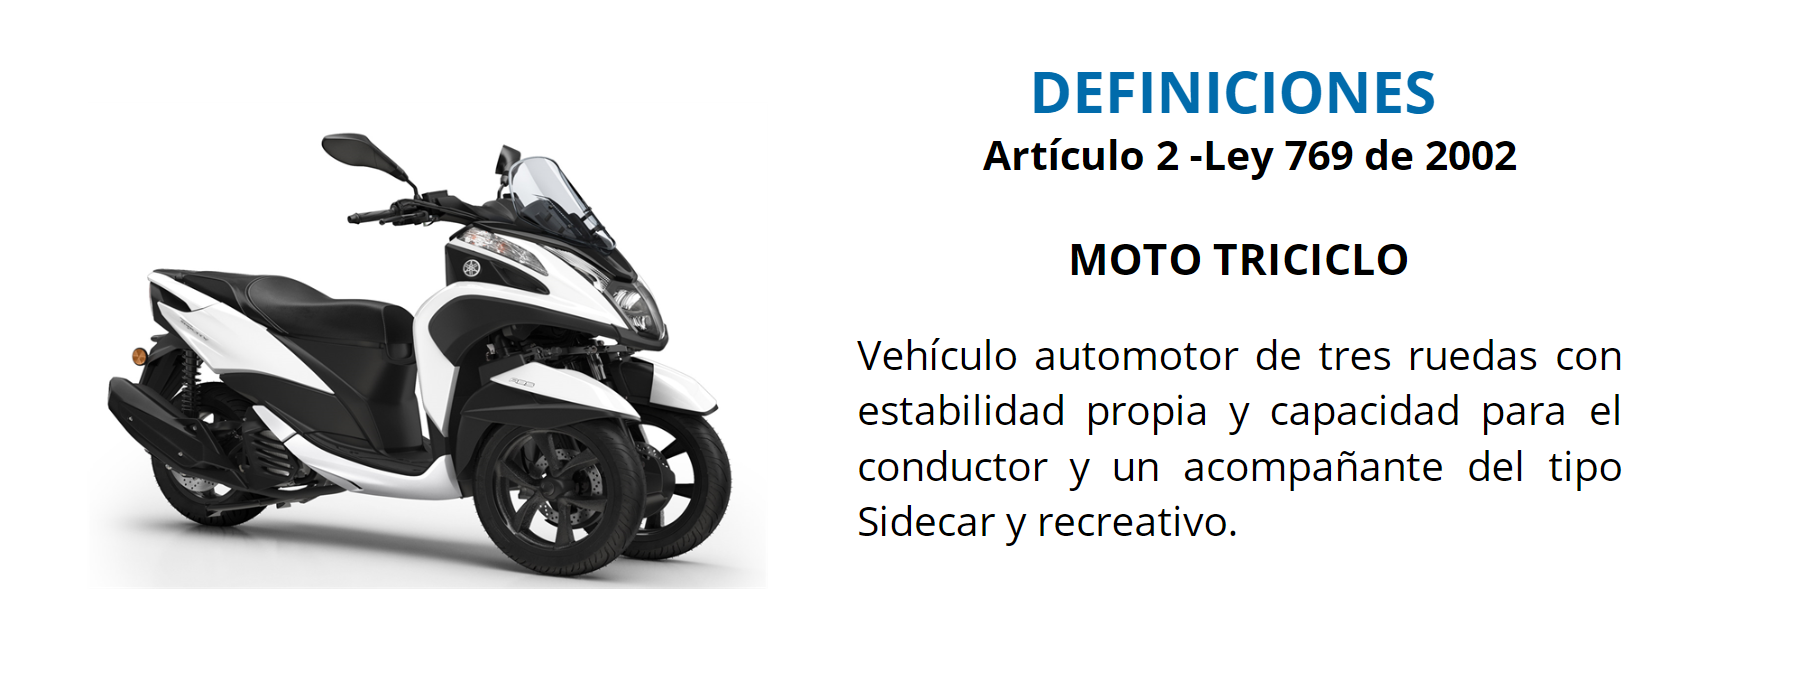 DEFINICIONES
Artículo 2 -Ley 769 de 2002
MOTO TRICICLO
Vehículo automotor de tres ruedas con
estabilidad propia y capacidad para el
conductor y un acompañante del tipo
Sidecar y recreativo.